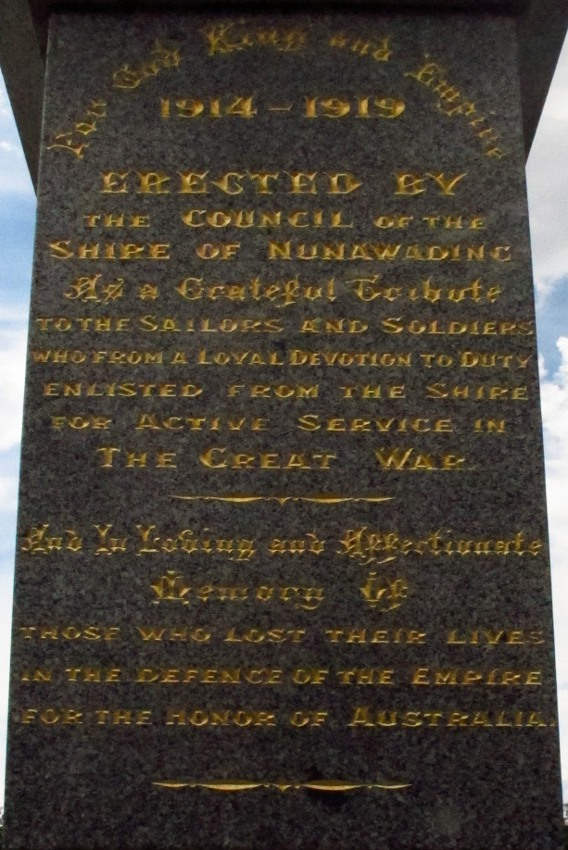 For God King and Empire
1914 - 1919
ERECTED BY
THE COUNCIL OF THE
SHIRE OF NUNAWADING
As a Grateful Tribute
TO THE SAILORS AND SOLDIERS
WHO FROM A LOYAL DEVOTION TO DUTY
ENLISTED FROM THE SHIRE
FOR ACTIVE SERVICE IN
THE GREAT WAR.
And In Loving and Affectionate
Memory Of
THOSE WHO LOST THEIR LIVES
IN THE DEFENCE OF THE EMPIRE
FOR THE HONOR OF AUSTRALIA.